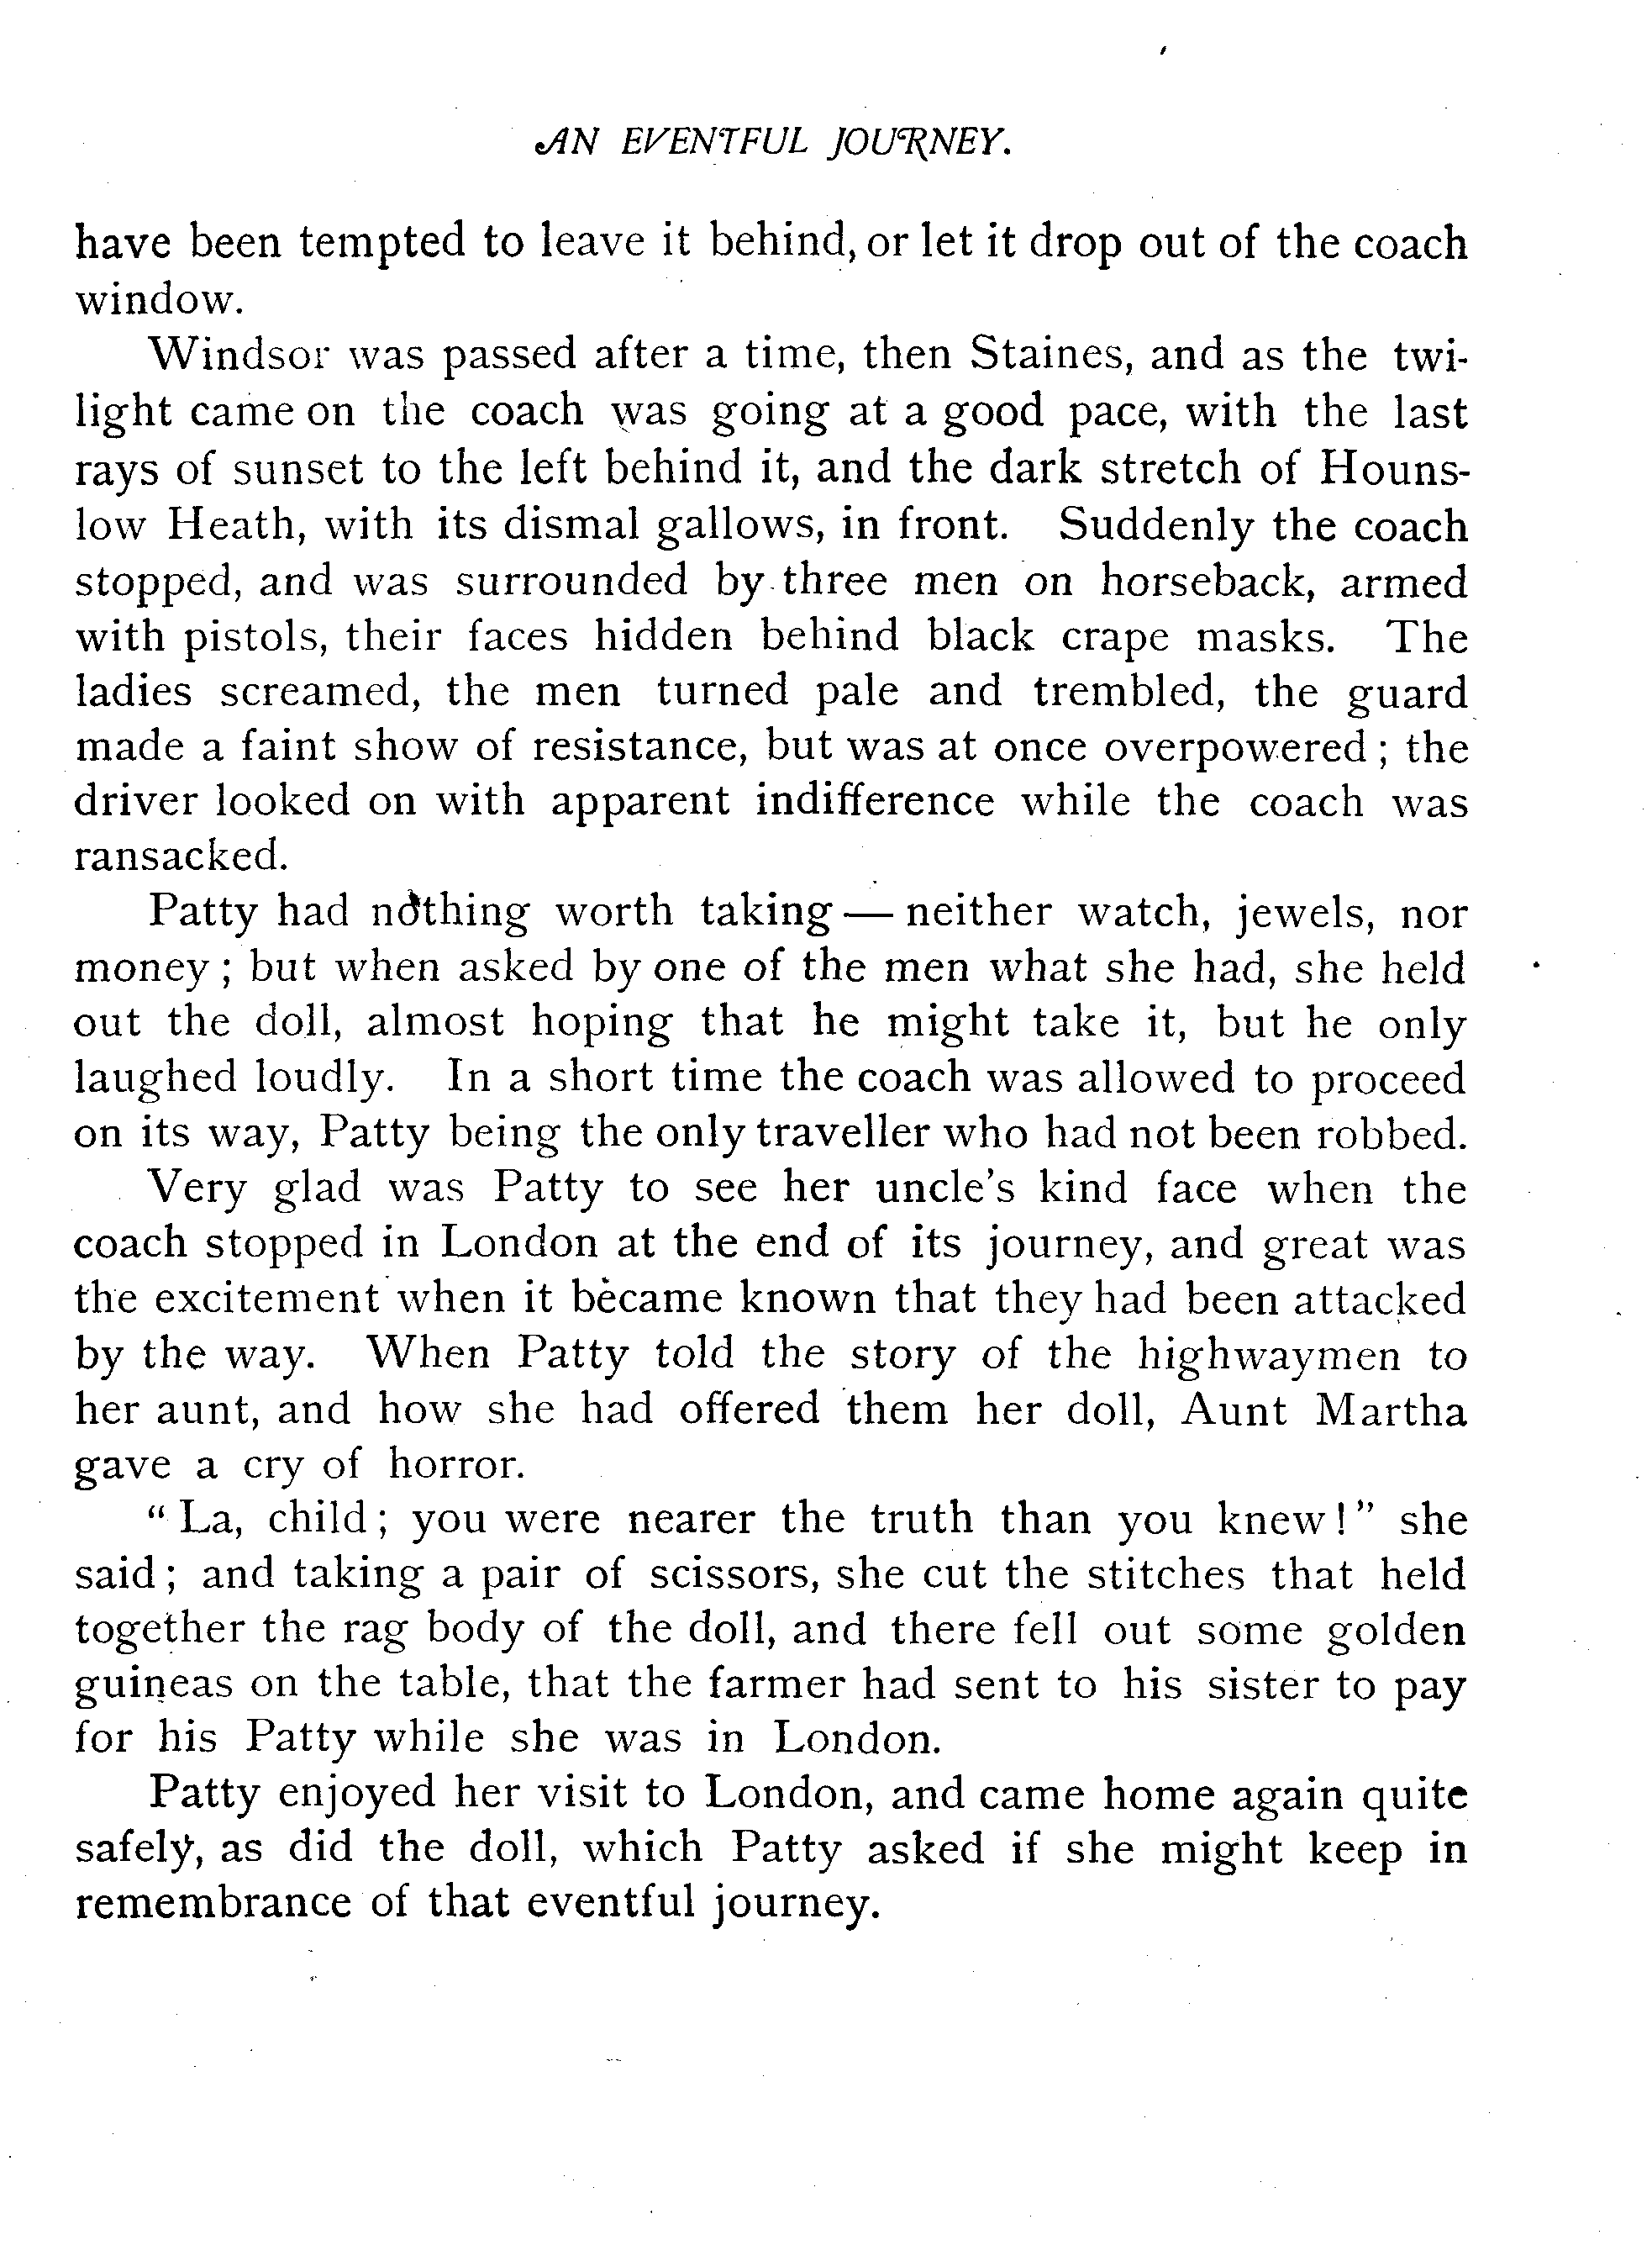 AN EVENTFUL JOURNEY.
have been tempted to leave it behind, or let it drop out of the coach
window.
Windsor was passed after a time, then Staines, and as the twi-
light came on the coach was going at a good pace, with the last
rays of sunset to the left behind it, and the dark stretch of Houns-
low Heath, with its dismal gallows, in front. Suddenly the coach
stopped, and was surrounded by three men on horseback, armed
with pistols, their faces hidden behind black crape masks. The
ladies screamed, the men turned pale and trembled, the guard
made a faint show of resistance, but was at once overpowered ; the
driver looked on with apparent indifference while the coach was
ransacked.
Patty had nothing worth taking — neither watch, jewels, nor
money ; but when asked by one of the men what she had, she held
out the doll, almost hoping that he might take it, but he only
laughed loudly. In a short time the coach was allowed to proceed
on its way, Patty being the only traveller who had not been robbed.
Very glad was Patty to see her uncle's kind face when the
coach stopped in London at the end of its journey, and great was
the excitement when it became known that they had been attacked
by the way. When Patty told the story of the highwaymen to
her aunt, and how she had offered them her doll, Aunt Martha
gave a cry of horror.
" La, child ; you were nearer the truth than you knew ! " she
said ; and taking a pair of scissors, she cut the stitches that held
together the rag body of the doll, and there fell out some golden
guineas on the table, that the farmer had sent to his sister to pay
for his Patty while she was in London.
Patty enjoyed her visit to London, and came home again quite
safely, as did the doll, which Patty asked if she might keep in
remembrance of that eventful journey.